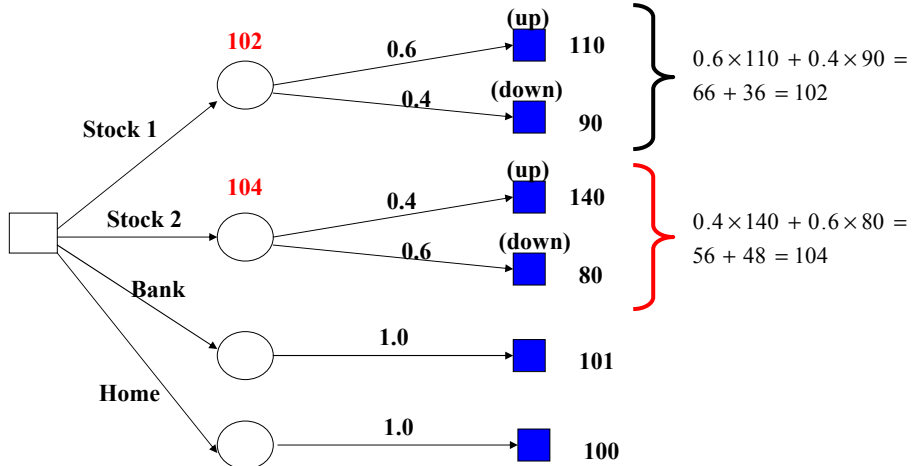 (up)
102
0.6
110
0.6 × 110 + 0.4 × 90 =
66 + 36 = 102
(down)
0.4
90
Stock 1
(up)
104
0.4
140
Stock 2
0.4 × 140 + 0.6 × 80 =
56 + 48 = 104
(down)
0.6
80
Bank
1.0
101
Home
1.0
100